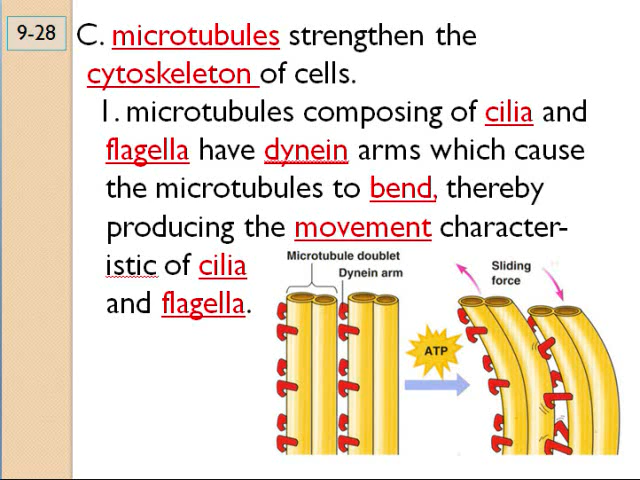 9-28
C. microtubules strengthen the
cytoskeleton of cells.
1. microtubules composing of cilia and
flagella have dynein arms which cause
the microtubules to bend, thereby
producing the movement character-
istic of cilia
and flagella.
Microtubule doublet
Dynein arm
ATP
Sliding
force